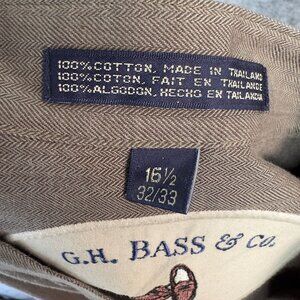 100%COTTON, MADE IN THAILAND
100%COTON, FAIT EN THAILANDE
100%ALGODON, HECHO EN TAILANDIA
16½
32/33
G.H. BASS & CO.